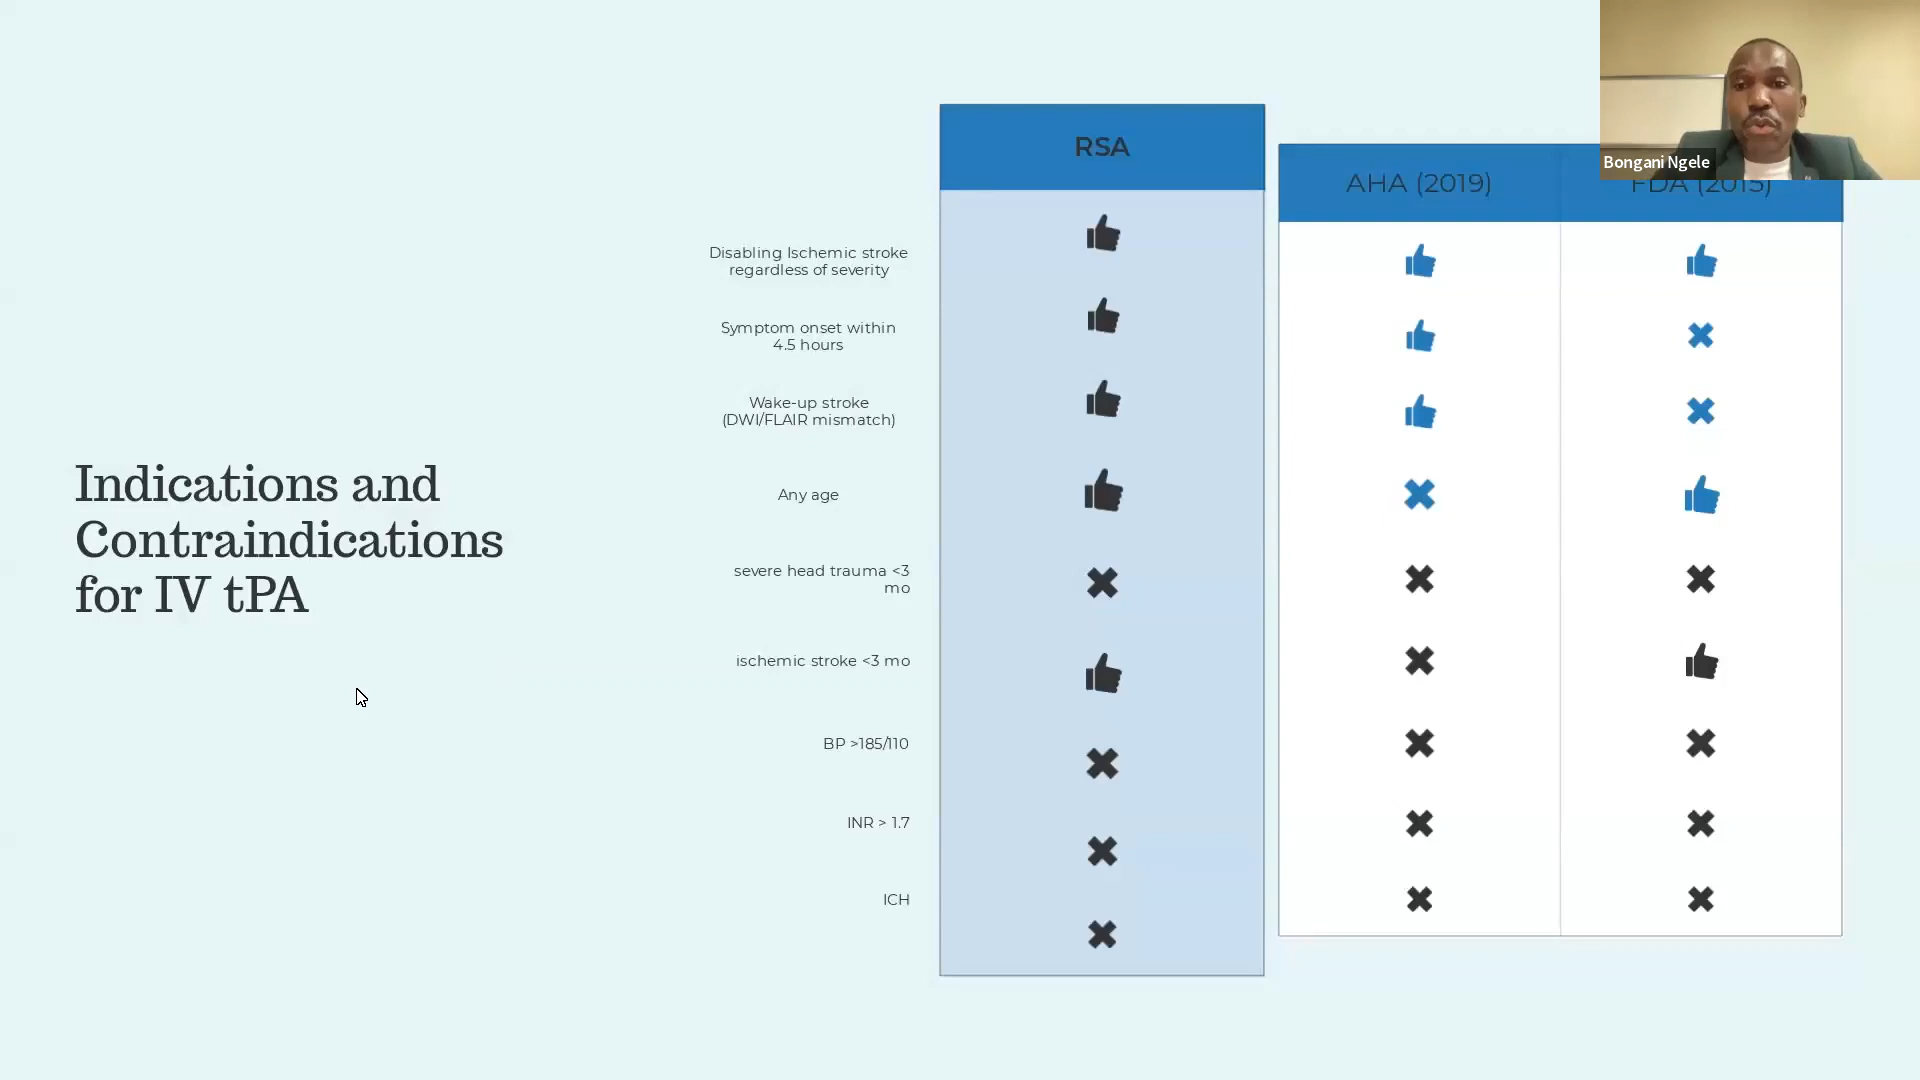 Bongani Ngele
RSA
AHA (2019)
FDA (2015)
Disabling Ischemic stroke
regardless of severity
Symptom onset within
4.5 hours
Wake-up stroke
(DWI/FLAIR mismatch)
Any age
severe head trauma <3
mo
ischemic stroke <3 mo
BP >185/110
INR > 1.7
ICH
Indications and
Contraindications
for IV tPA